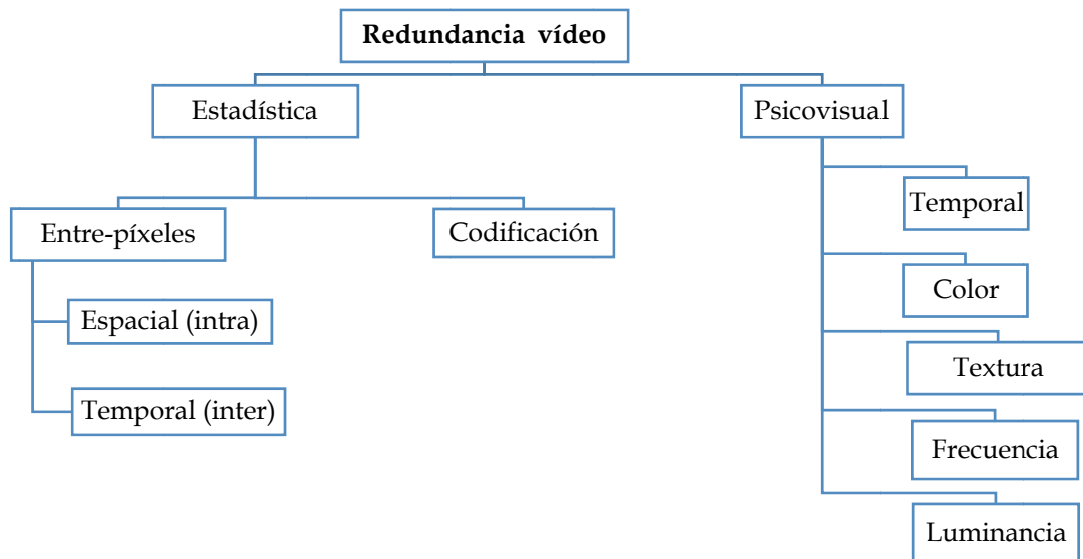 Redundancia vídeo
Estadística
Psicovisual
Entre-píxeles
Codificación
Espacial (intra)
Temporal (inter)
Temporal
Color
Textura
Frecuencia
Luminancia